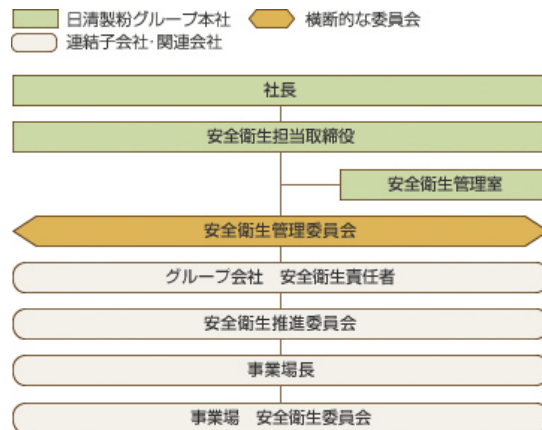 日清製粉グループ本社
横断的な委員会
連結子会社・関連会社
社長
安全衛生担当取締役
安全衛生管理室
安全衛生管理委員会
グループ会社　安全衛生責任者
安全衛生推進委員会
事業場長
事業場　安全衛生委員会